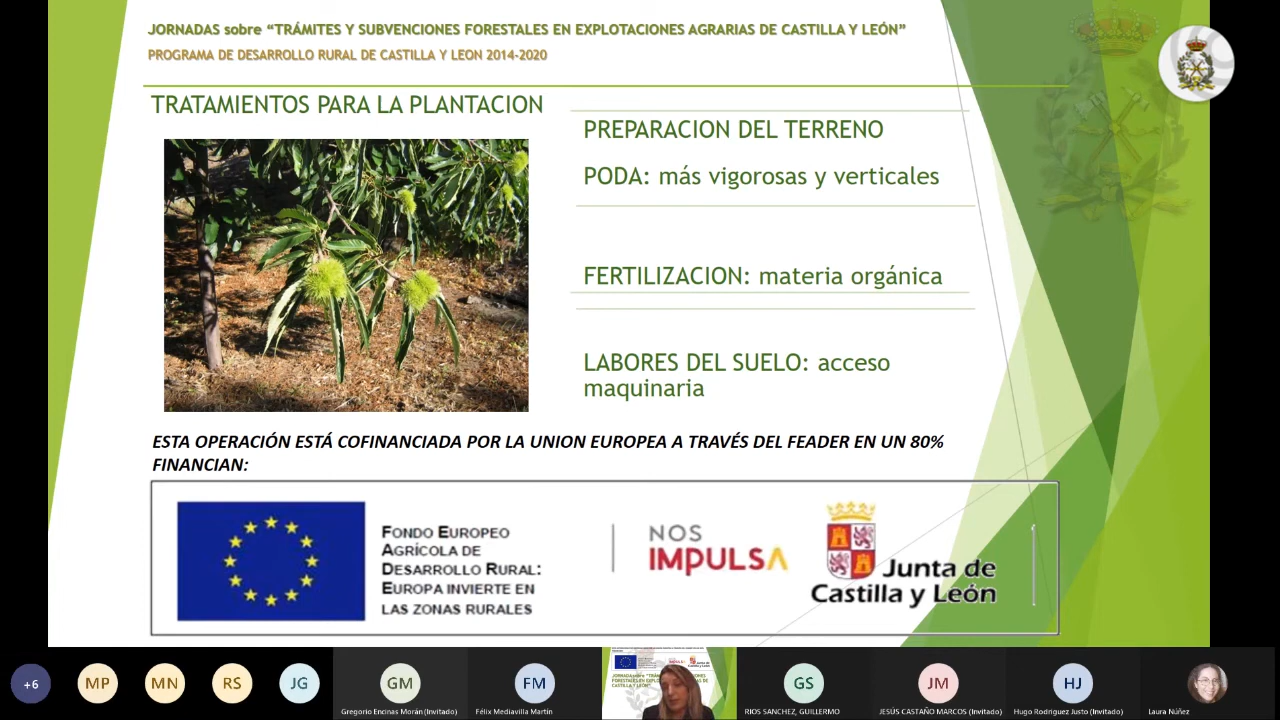 JORNADAS sobre “TRÁMITES Y SUBVENCIONES FORESTALES EN EXPLOTACIONES AGRARIAS DE CASTILLA Y LEÓN”
PROGRAMA DE DESARROLLO RURAL DE CASTILLA Y LEON 2014-2020
TRATAMIENTOS PARA LA PLANTACION
PREPARACION DEL TERRENO
PODA: más vigorosas y verticales
FERTILIZACION: materia orgánica
LABORES DEL SUELO: acceso
maquinaria
ESTA OPERACIÓN ESTÁ COFINANCIADA POR LA UNION EUROPEA A TRAVÉS DEL FEADER EN UN 80%
FINANCIAN:
FONDO EUROPEO
AGRÍCOLA DE
DESARROLLO RURAL:
EUROPA INVIERTE EN
LAS ZONAS RURALES
NOS
IMPULSA
Junta de
Castilla y León
+6
MP
MN
RS
JG
GM
Gregorio Encinas Morán (Invitado)
FM
Félix Mediavilla Martín
GS
RIOS SANCHEZ, GUILLERMO
JM
JESÚS CASTAÑO MARCOS (Invitado)
HJ
Hugo Rodriguez Justo (Invitado)
Laura Núñez